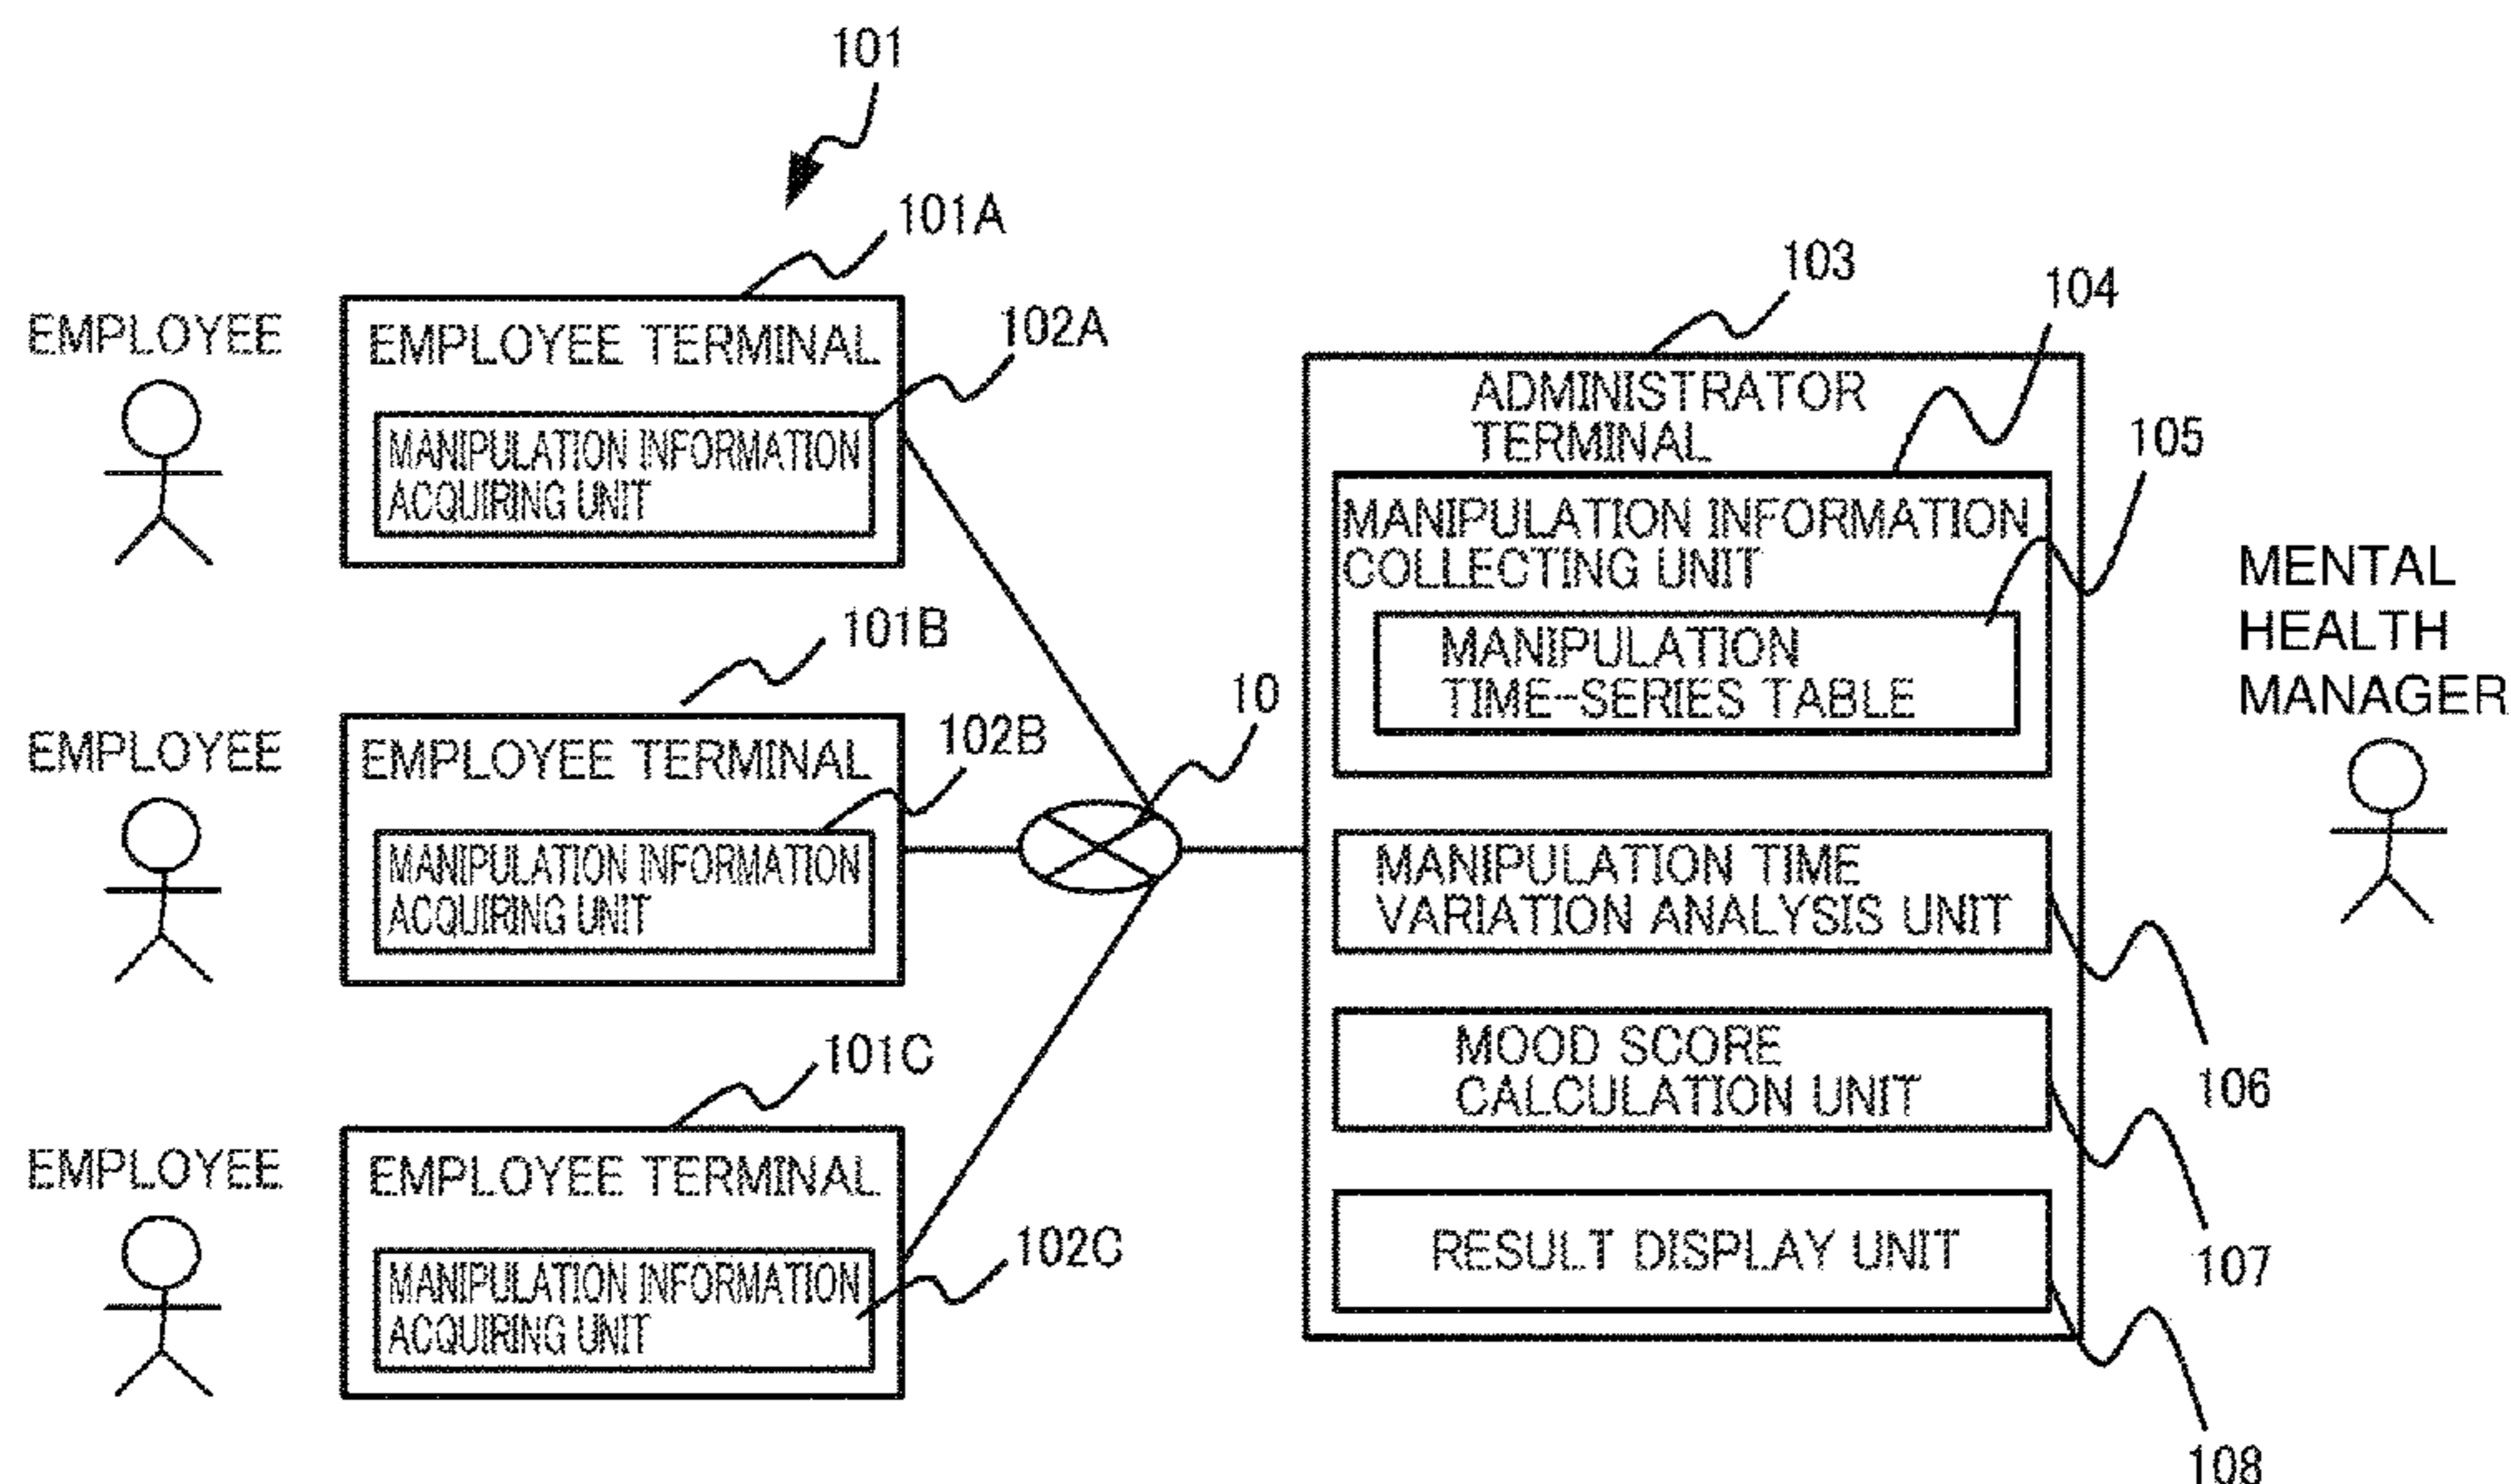 101
101A
EMPLOYEE
EMPLOYEE TERMINAL
102A
MANIPULATION INFORMATION
ACQUIRING UNIT
101B
EMPLOYEE
EMPLOYEE TERMINAL
102B
MANIPULATION INFORMATION
ACQUIRING UNIT
101C
EMPLOYEE
EMPLOYEE TERMINAL
102C
MANIPULATION INFORMATION
ACQUIRING UNIT
10
103
104
105
ADMINISTRATOR
TERMINAL
MANIPULATION INFORMATION
COLLECTING UNIT
MANIPULATION
TIME-SERIES TABLE
MANIPULATION TIME
VARIATION ANALYSIS UNIT
106
MOOD SCORE
CALCULATION UNIT
107
RESULT DISPLAY UNIT
108
MENTAL
HEALTH
MANAGER